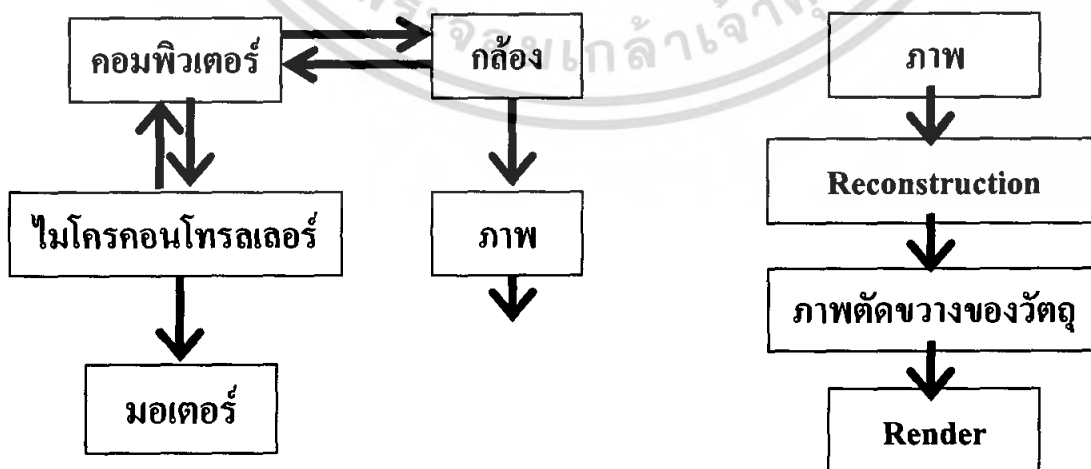 คอมพิวเตอร์
กล้อง
ไมโครคอนโทรลเลอร์
ภาพ
มอเตอร์
ภาพ
Reconstruction
ภาพตัดขวางของวัตถุ
Render